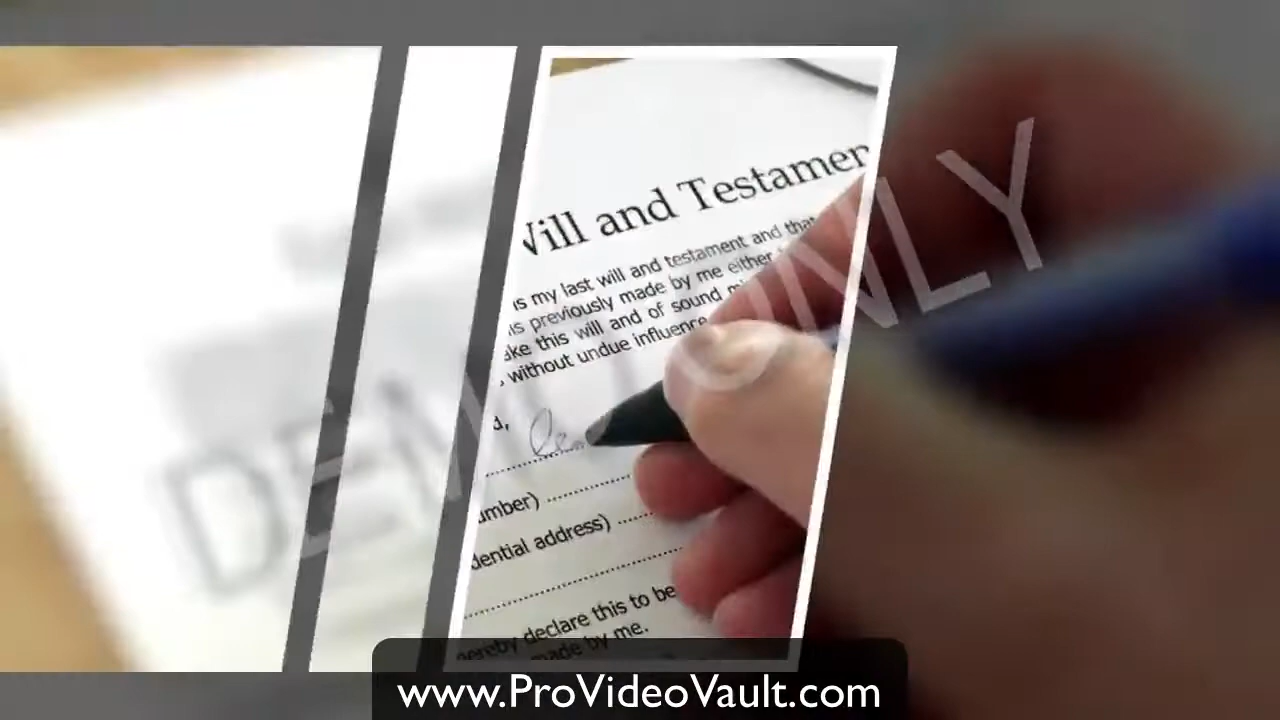 Will and Testamen
is my last will and testament and that
is previously made by me either
ake this will and of sound mi
without undue influence
d,
umber)
dential address)
hereby declare this to be
made by me.
DEMO ONLY
www.ProVideoVault.com